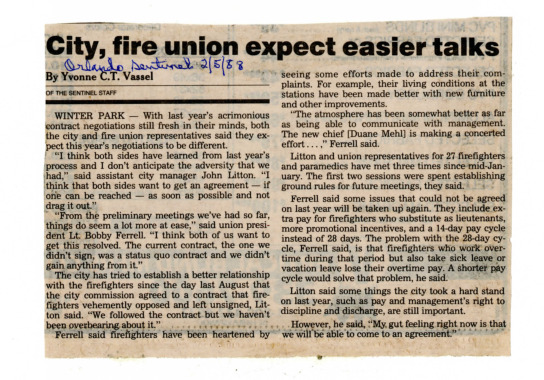 City, fire union expect easier talks
Orlando Sentinel 2/5/88
By Yvonne C.T. Vassel
OF THE SENTINEL STAFF
WINTER PARK — With last year's acrimonious
contract negotiations still fresh in their minds, both
the city and fire union representatives said they ex-
pect this year's negotiations to be different.
"I think both sides have learned from last year's
process and I don't anticipate the adversity that we
had," said assistant city manager John Litton. "I
think that both sides want to get an agreement — if
one can be reached — as soon as possible and not
drag it out."
"From the preliminary meetings we've had so far,
things do seem a lot more at ease," said union presi-
dent Lt. Bobby Ferrell. "I think both of us want to
get this resolved. The current contract, the one we
didn't sign, was a status quo contract and we didn't
gain anything from it."
The city has tried to establish a better relationship
with the firefighters since the day last August that
the city commission agreed to a contract that fire-
fighters vehemently opposed and left unsigned, Lit-
ton said. "We followed the contract but we haven't
been overbearing about it."
Ferrell said firefighters have been heartened by
seeing some efforts made to address their com-
plaints. For example, their living conditions at the
stations have been made better with new furniture
and other improvements.
"The atmosphere has been somewhat better as far
as being able to communicate with management.
The new chief [Duane Mehl] is making a concerted
effort . . . ," Ferrell said.
Litton and union representatives for 27 firefighters
and paramedics have met three times since mid-Jan-
uary. The first two sessions were spent establishing
ground rules for future meetings, they said.
Ferrell said some issues that could not be agreed
on last year will be taken up again. They include ex-
tra pay for firefighters who substitute as lieutenants,
more promotional incentives, and a 14-day pay cycle
instead of 28 days. The problem with the 28-day cy-
cle, Ferrell said, is that firefighters who work over-
time during that period but also take sick leave or
vacation leave lose their overtime pay. A shorter pay
cycle would solve that problem, he said.
Litton said some things the city took a hard stand
on last year, such as pay and management's right to
discipline and discharge, are still important.
However, he said, "My gut feeling right now is that
we will be able to come to an agreement."